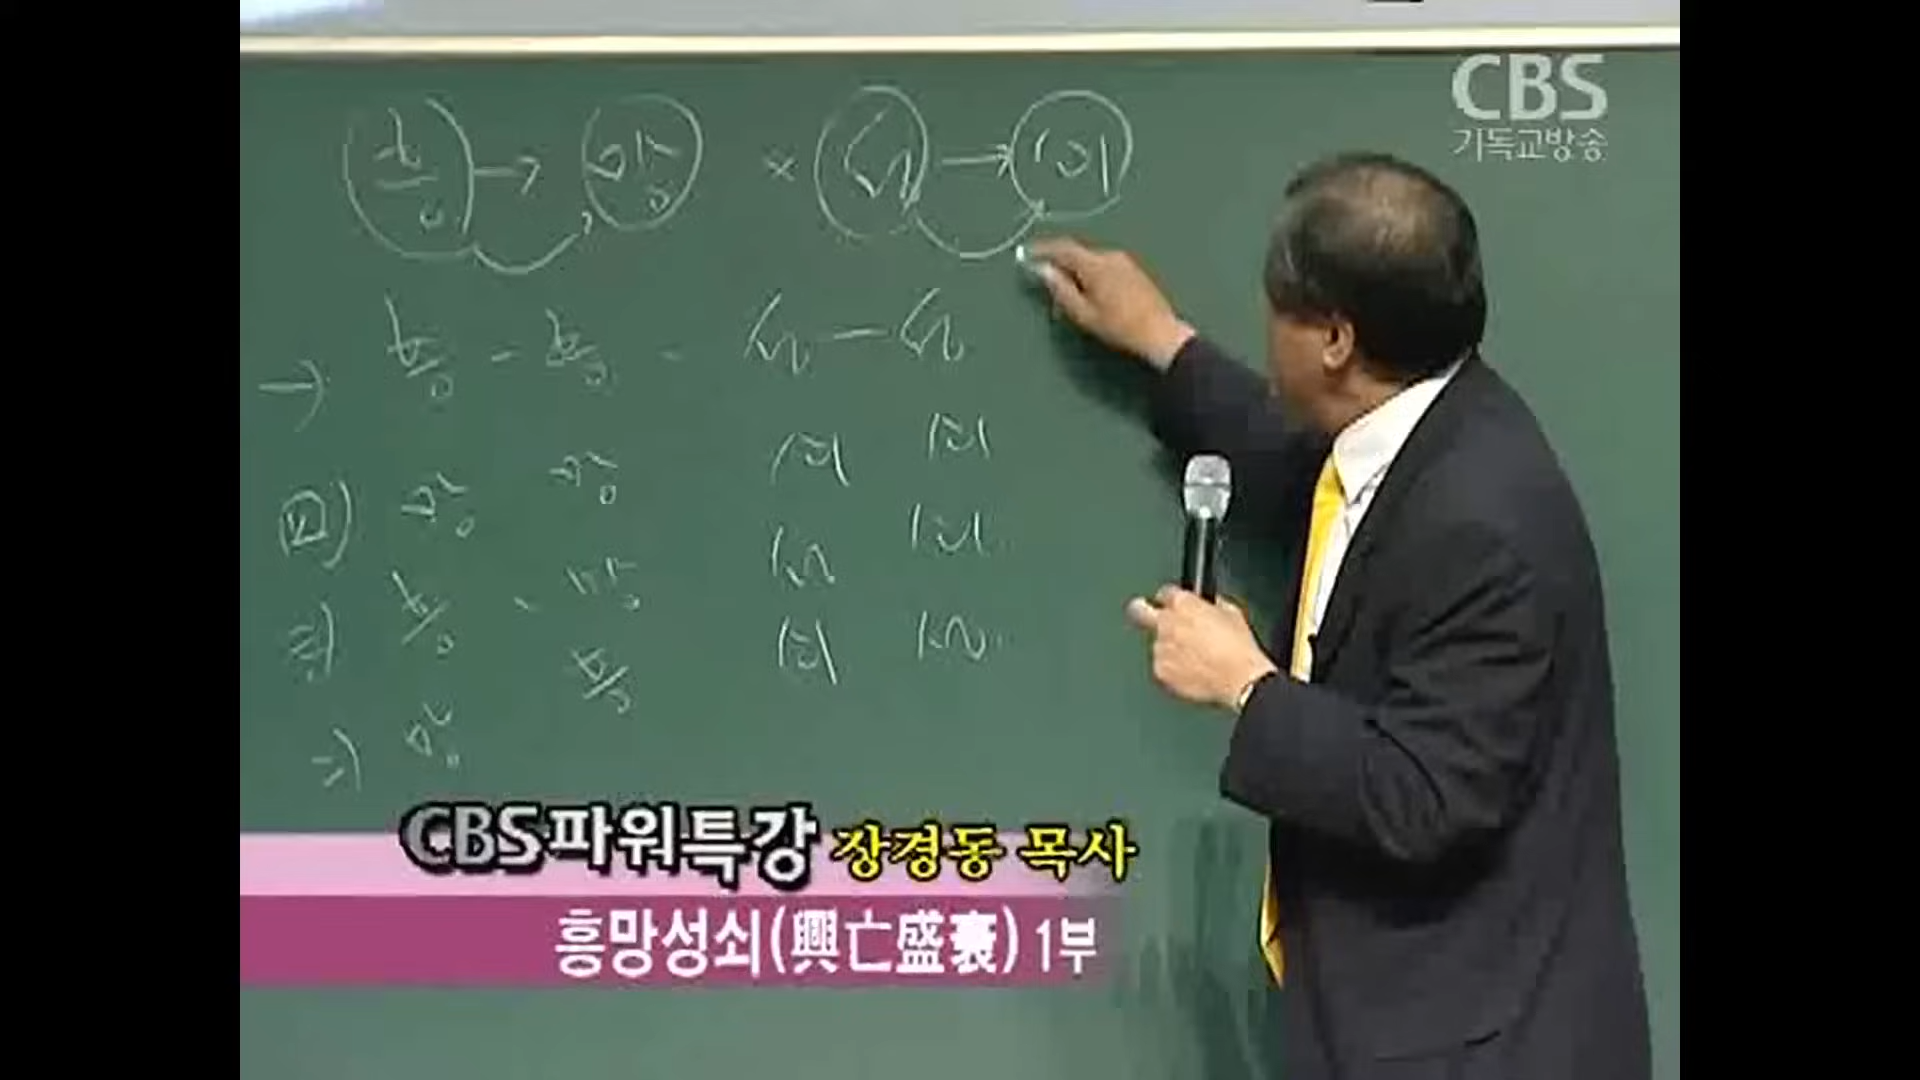 CBS
기독교방송
흥 → 망 × 성 → 쇠
→ 흥 - 흥 - 성 - 성
망 망 쇠 쇠
흥 - 망 성 쇠
망 흥 쇠 성
CBS파워특강 장경동 목사
흥망성쇠(興亡盛衰) 1부